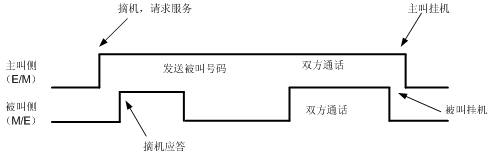 摘机，请求服务
主叫挂机
主叫侧
（E/M）
发送被叫号码
双方通话
被叫侧
（M/E）
双方通话
被叫挂机
摘机应答